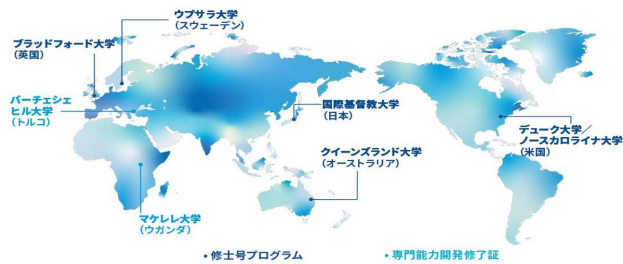 ウプサラ大学
(スウェーデン)
ブラッドフォード大学
(英国)
バーチェシェ
ヒル大学
(トルコ)
国際基督教大学
(日本)
デューク大学/
ノースカロライナ大学
(米国)
クイーンズランド大学
(オーストラリア)
マケレレ大学
(ウガンダ)
•修士号プログラム
•専門能力開発修了証